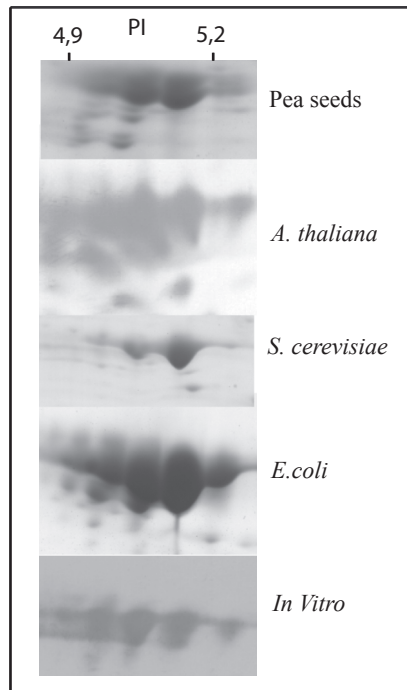 4,9 PI 5,2
Pea seeds
A. thaliana
S. cerevisiae
E.coli
In Vitro